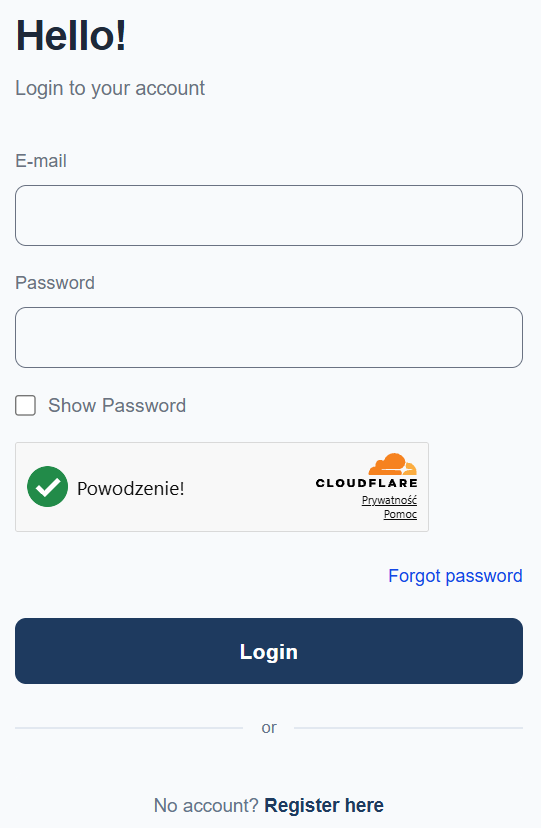 Hello!
Login to your account
E-mail
Password
Show Password
Powodzenie!
CLOUDFLARE
Prywatność
Pomoc
Forgot password
Login
or
No account? Register here